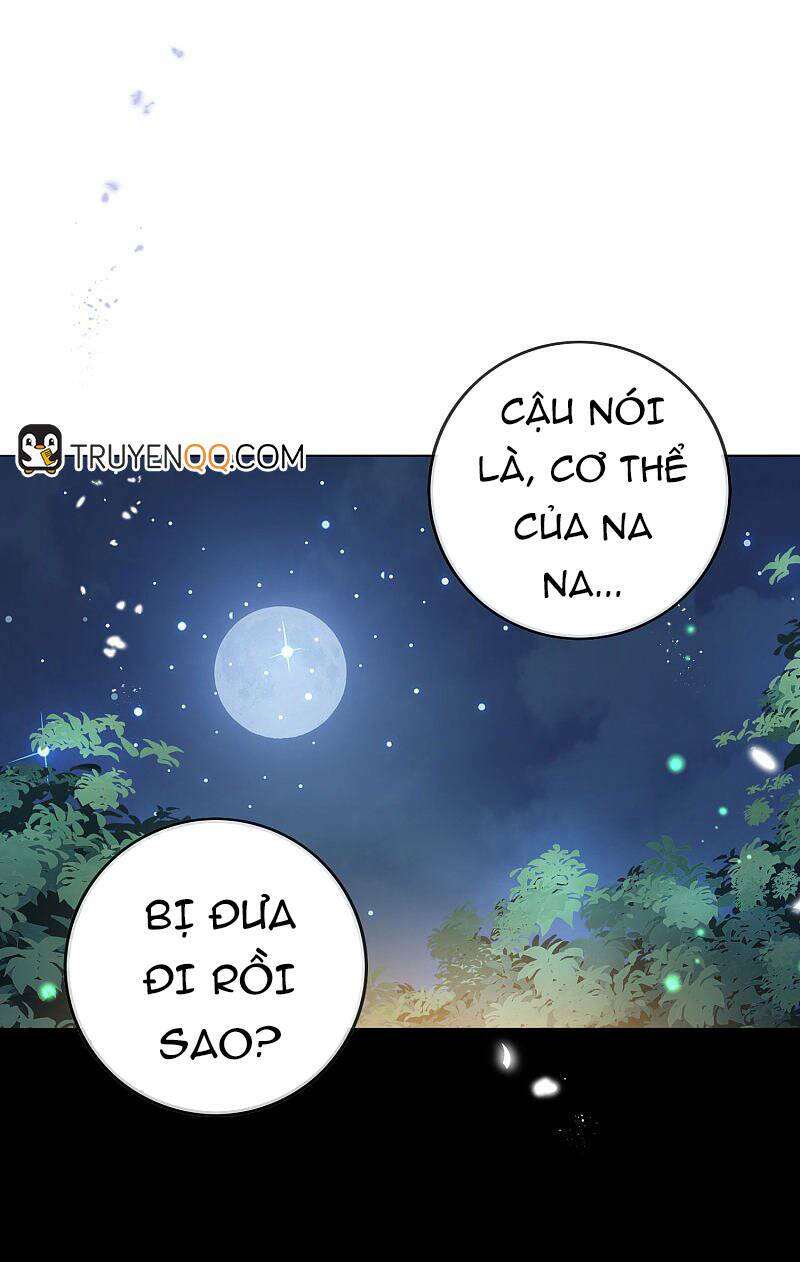 CẬU NÓI
LÀ, CƠ THỂ
CỦA NA
NA...
TRUYENQQ.COM
BỊ ĐƯA
ĐI RỒI
SAO?